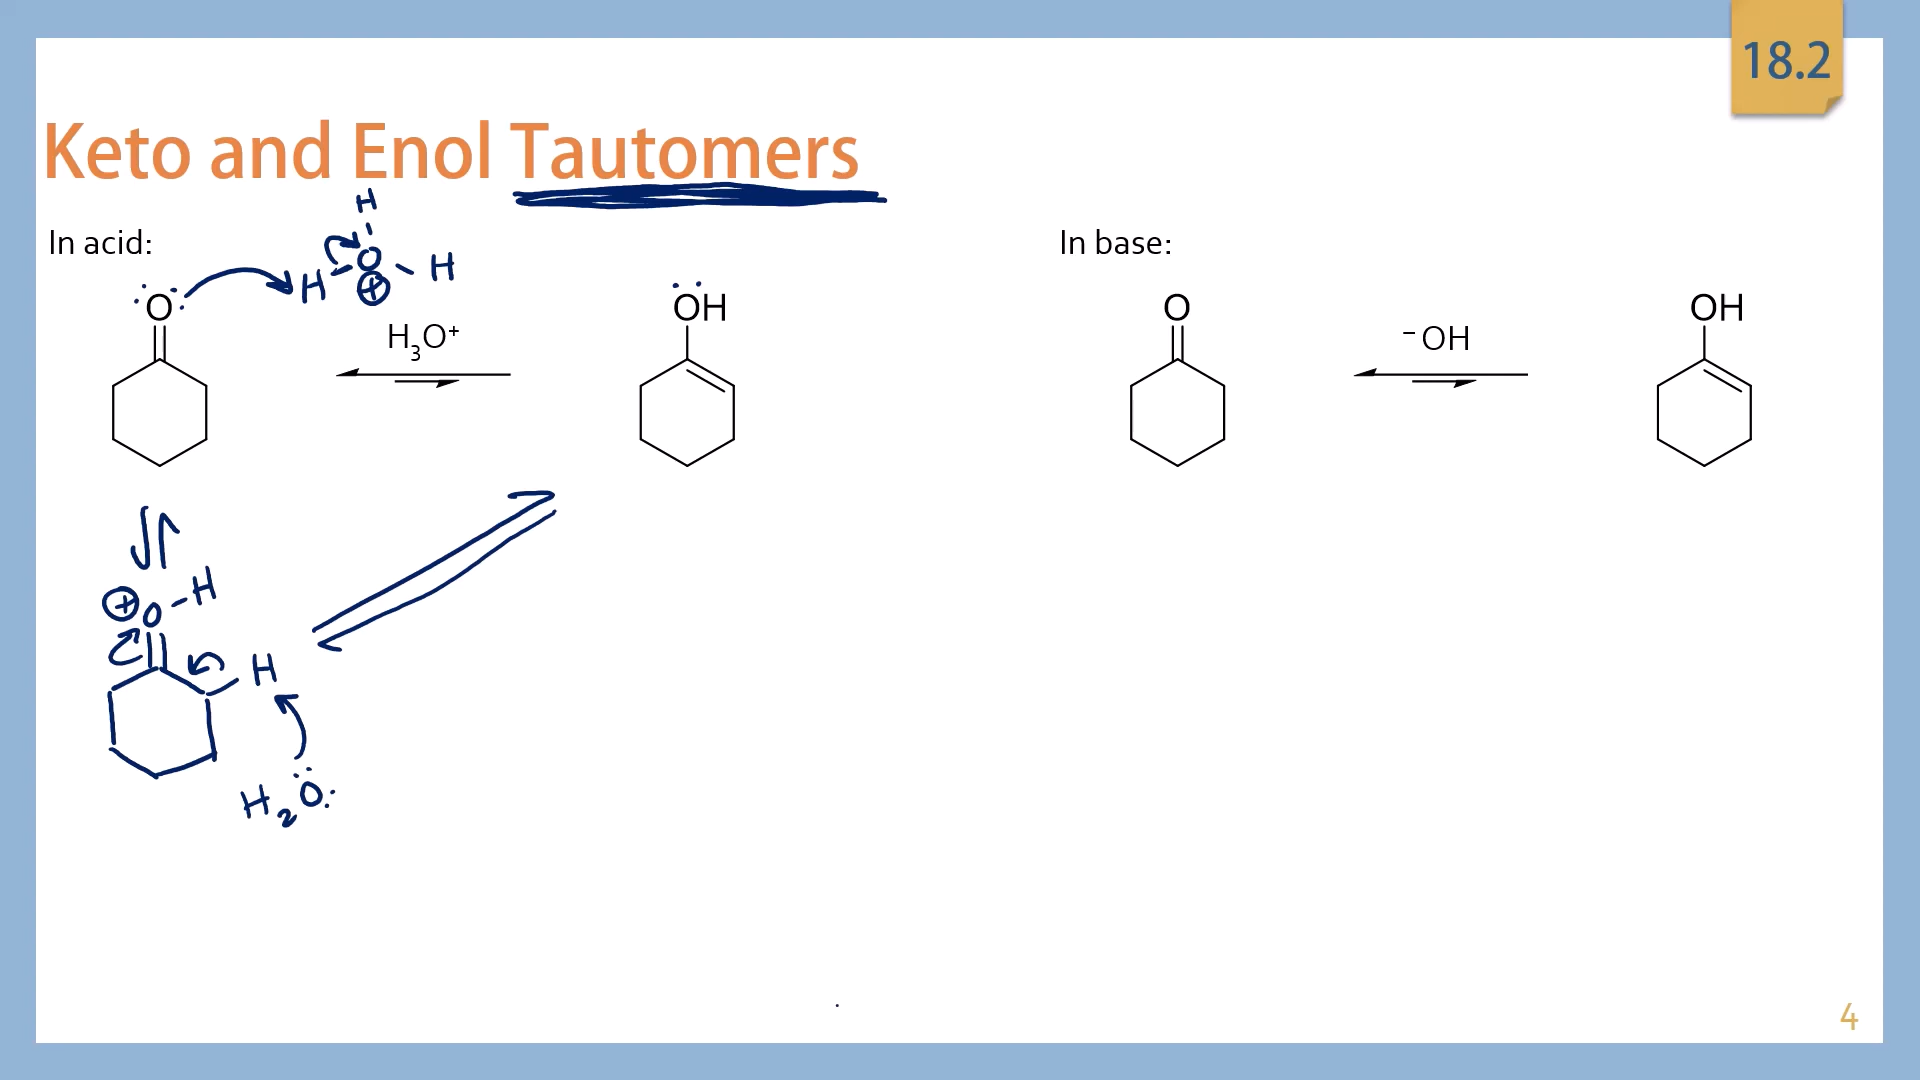 18.2
Keto and Enol Tautomers
In acid:
In base:
H
O
H
H
⊕
O
OH
O
OH
H₃O⁺
⁻OH
⊕
O
H
H
H₂O
4